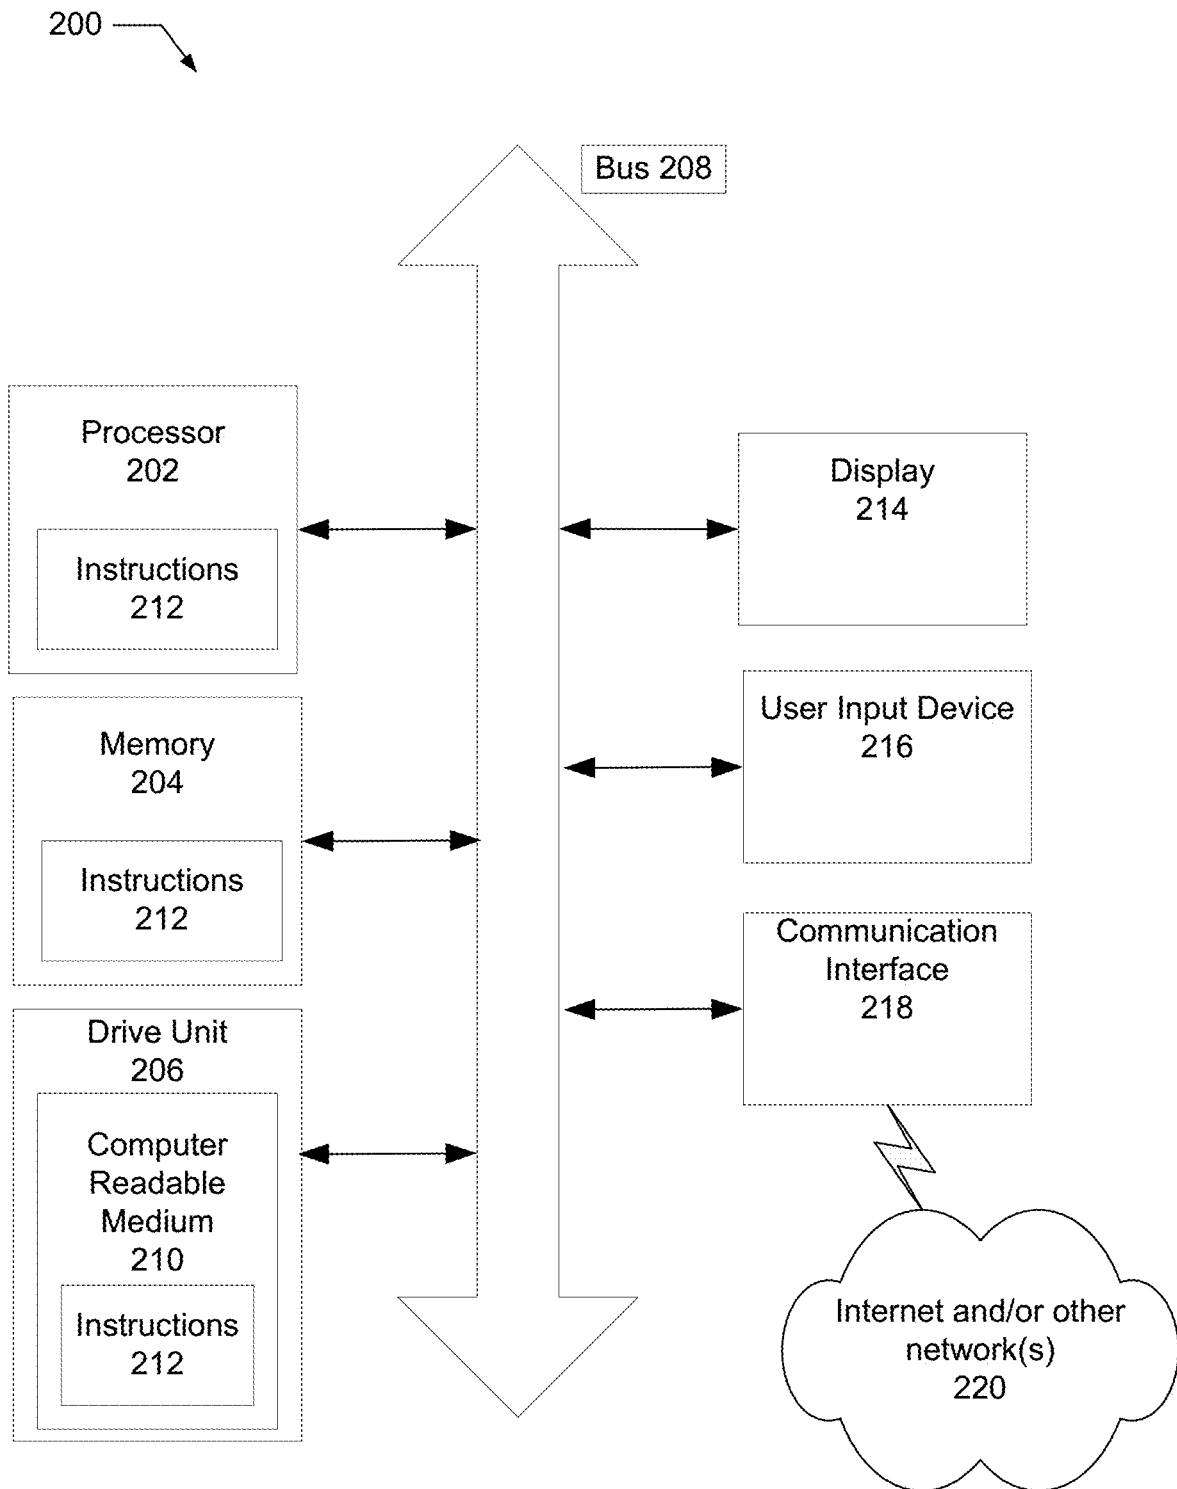 200
Bus 208
Processor
202
Instructions
212
Memory
204
Instructions
212
Drive Unit
206
Computer
Readable
Medium
210
Instructions
212
Display
214
User Input Device
216
Communication
Interface
218
Internet and/or other
network(s)
220